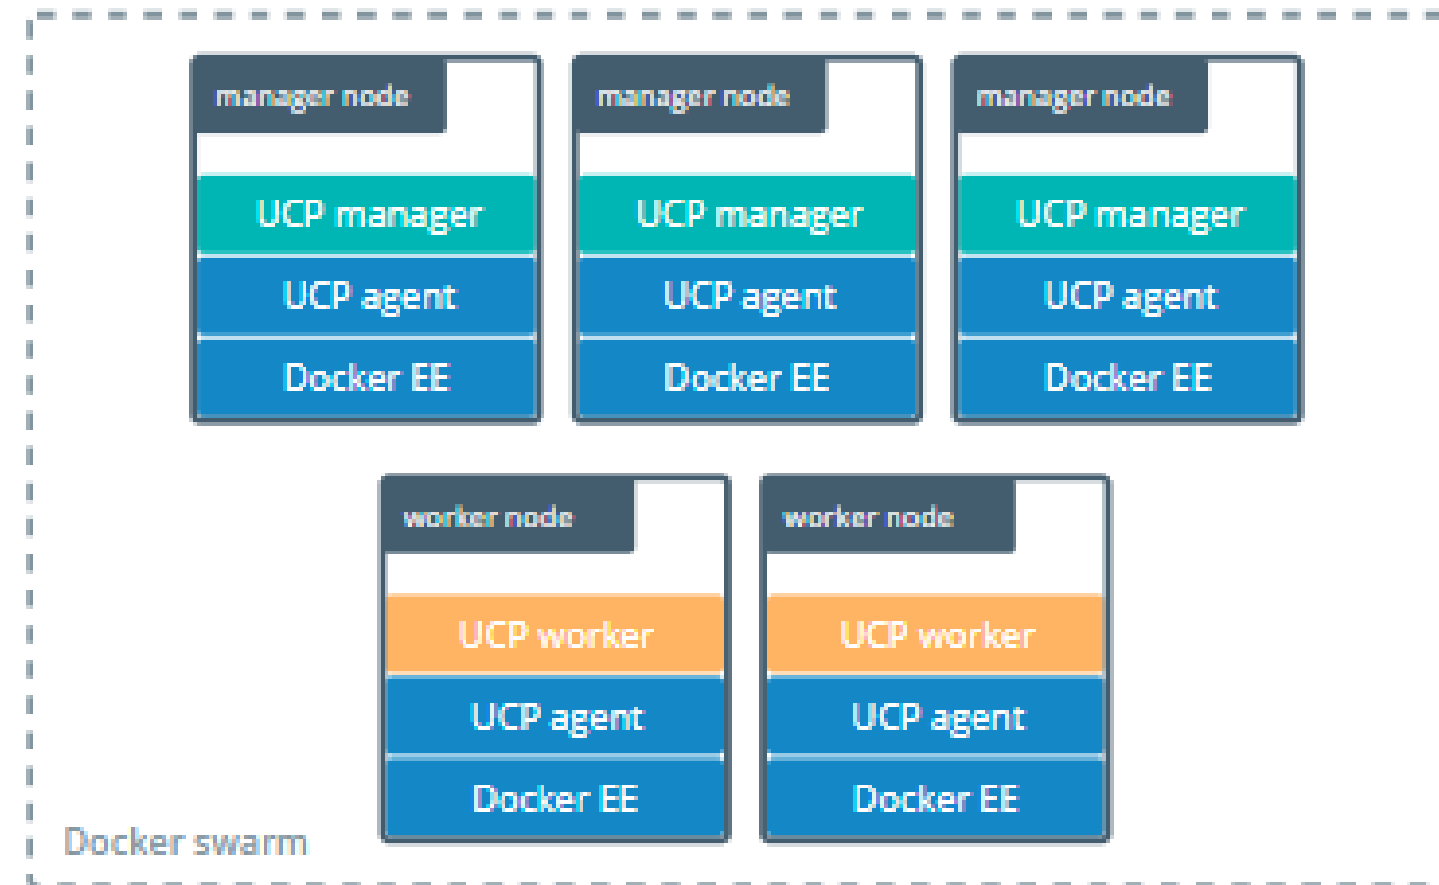 manager node manager node manager node
UCP manager UCP manager UCP manager
UCP agent UCP agent UCP agent
Docker EE Docker EE Docker EE
worker node worker node
UCP worker UCP worker
UCP agent UCP agent
Docker EE Docker EE
Docker swarm